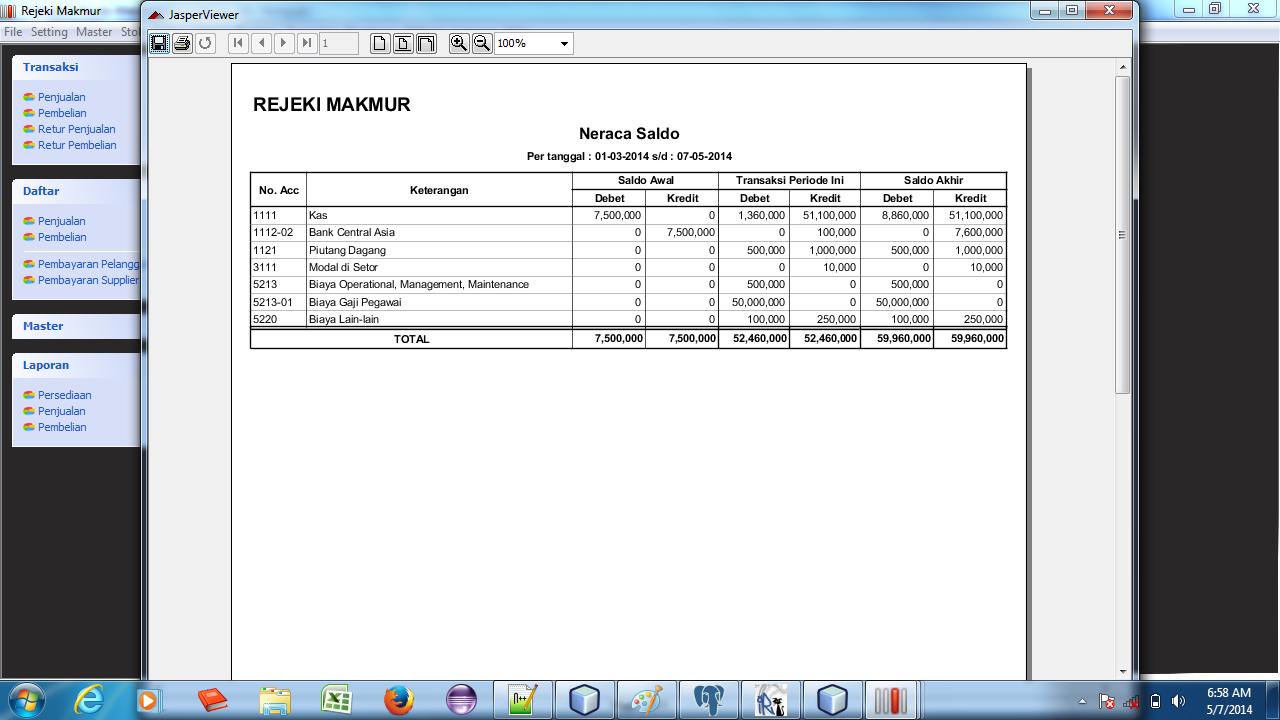 Rejeki Makmur
JasperViewer
File Setting Master Sto
1
100%
Transaksi
Penjualan
Pembelian
Retur Penjualan
Retur Pembelian
Daftar
Penjualan
Pembelian
Pembayaran Pelangg
Pembayaran Supplier
Master
Laporan
Persediaan
Penjualan
Pembelian
REJEKI MAKMUR
Neraca Saldo
Per tanggal : 01-03-2014 s/d : 07-05-2014
No. Acc Keterangan Saldo Awal Transaksi Periode Ini Saldo Akhir
Debet Kredit Debet Kredit Debet Kredit
1111 Kas 7,500,000 0 1,360,000 51,100,000 8,860,000 51,100,000
1112-02 Bank Central Asia 0 7,500,000 0 100,000 0 7,600,000
1121 Piutang Dagang 0 0 500,000 1,000,000 500,000 1,000,000
3111 Modal di Setor 0 0 0 10,000 0 10,000
5213 Biaya Operational, Management, Maintenance 0 0 500,000 0 500,000 0
5213-01 Biaya Gaji Pegawai 0 0 50,000,000 0 50,000,000 0
5220 Biaya Lain-lain 0 0 100,000 250,000 100,000 250,000
TOTAL 7,500,000 7,500,000 52,460,000 52,460,000 59,960,000 59,960,000
6:58 AM
5/7/2014